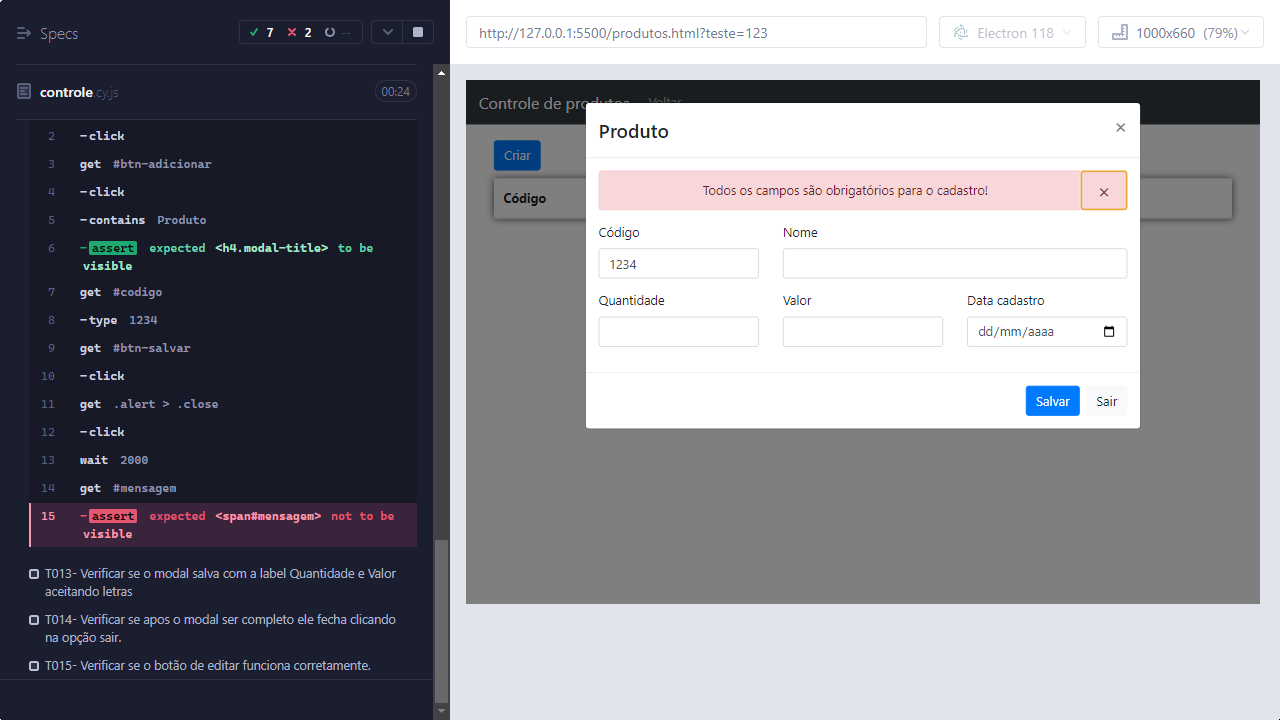 Specs
7
2
--
controle.cy.js
00:24
2 -click
3 get #btn-adicionar
4 -click
5 -contains Produto
6 -assert expected <h4.modal-title> to be
visible
7 get #codigo
8 -type 1234
9 get #btn-salvar
10 -click
11 get .alert > .close
12 -click
13 wait 2000
14 get #mensagem
15 -assert expected <span#mensagem> not to be
visible
T013- Verificar se o modal salva com a label Quantidade e Valor
aceitando letras
T014- Verificar se apos o modal ser completo ele fecha clicando
na opção sair.
T015- Verificar se o botão de editar funciona corretamente.
http://127.0.0.1:5500/produtos.html?teste=123
Electron 118
1000x660 (79%)
Controle de produtos Voltar
Criar
Código
Produto
×
Todos os campos são obrigatórios para o cadastro!
×
Código Nome
1234
Quantidade Valor Data cadastro
dd/mm/aaaa
Salvar Sair